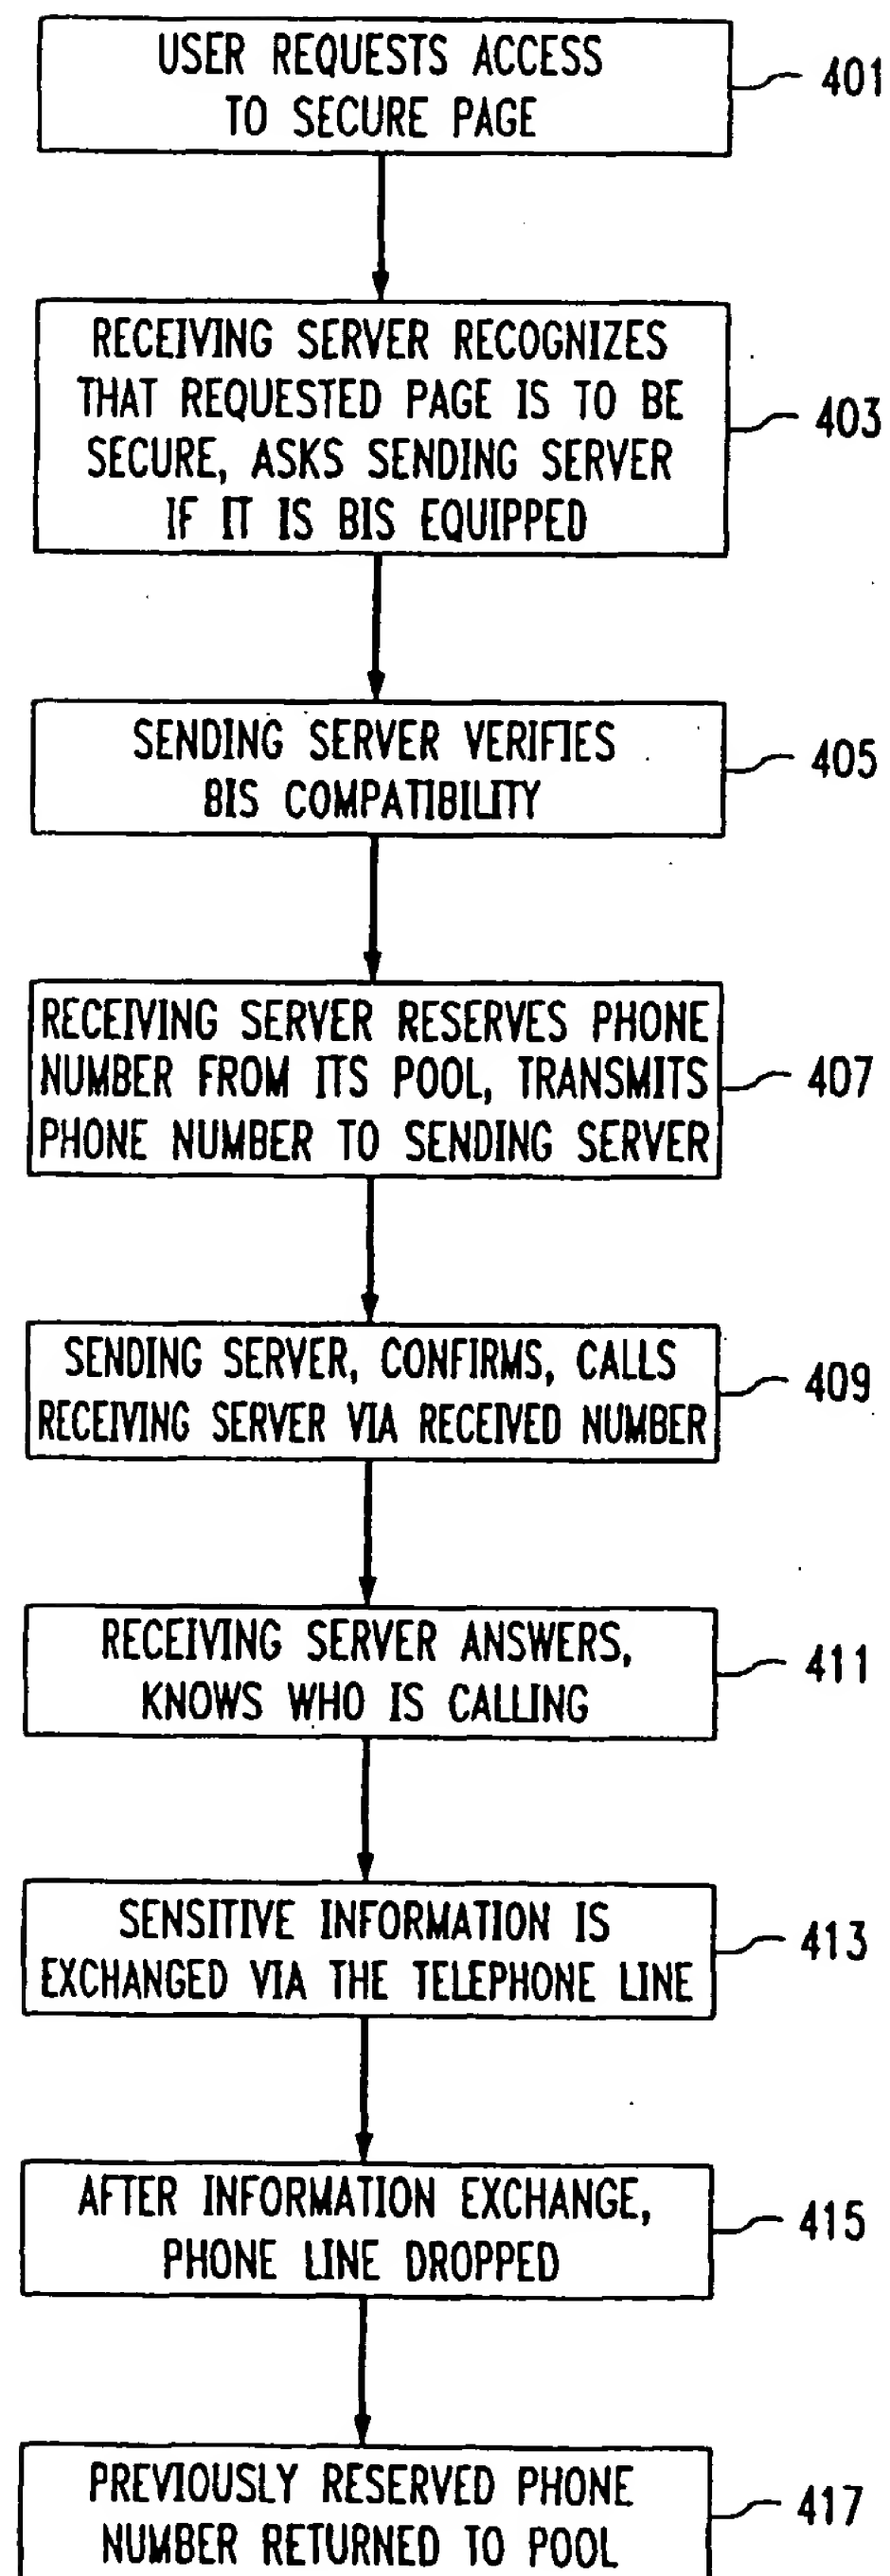 USER REQUESTS ACCESS
TO SECURE PAGE
401
RECEIVING SERVER RECOGNIZES
THAT REQUESTED PAGE IS TO BE
SECURE, ASKS SENDING SERVER
IF IT IS BIS EQUIPPED
403
SENDING SERVER VERIFIES
BIS COMPATIBILITY
405
RECEIVING SERVER RESERVES PHONE
NUMBER FROM ITS POOL, TRANSMITS
PHONE NUMBER TO SENDING SERVER
407
SENDING SERVER, CONFIRMS, CALLS
RECEIVING SERVER VIA RECEIVED NUMBER
409
RECEIVING SERVER ANSWERS,
KNOWS WHO IS CALLING
411
SENSITIVE INFORMATION IS
EXCHANGED VIA THE TELEPHONE LINE
413
AFTER INFORMATION EXCHANGE,
PHONE LINE DROPPED
415
PREVIOUSLY RESERVED PHONE
NUMBER RETURNED TO POOL
417